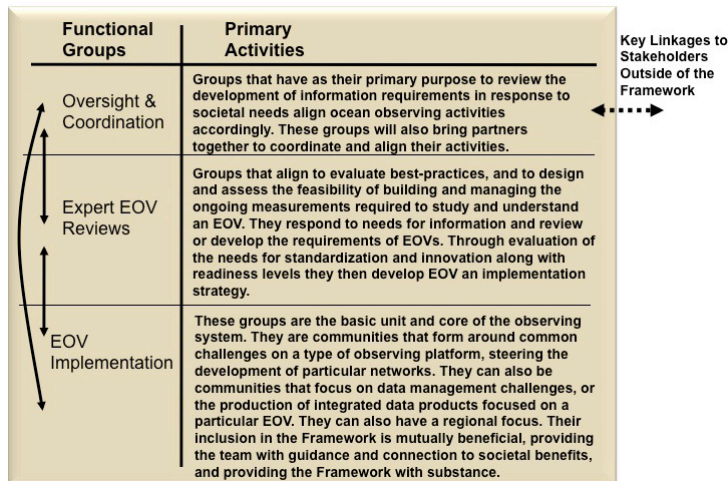 Functional
Groups
Primary
Activities
Key Linkages to
Stakeholders
Outside of the
Framework
Oversight &
Coordination
Groups that have as their primary purpose to review the
development of information requirements in response to
societal needs align ocean observing activities
accordingly. These groups will also bring partners
together to coordinate and align their activities.
Expert EOV
Reviews
Groups that align to evaluate best-practices, and to design
and assess the feasibility of building and managing the
ongoing measurements required to study and understand
an EOV. They respond to needs for information and review
or develop the requirements of EOVs. Through evaluation of
the needs for standardization and innovation along with
readiness levels they then develop EOV an implementation
strategy.
EOV
Implementation
These groups are the basic unit and core of the observing
system. They are communities that form around common
challenges on a type of observing platform, steering the
development of particular networks. They can also be
communities that focus on data management challenges, or
the production of integrated data products focused on a
particular EOV. They can also have a regional focus. Their
inclusion in the Framework is mutually beneficial, providing
the team with guidance and connection to societal benefits,
and providing the Framework with substance.